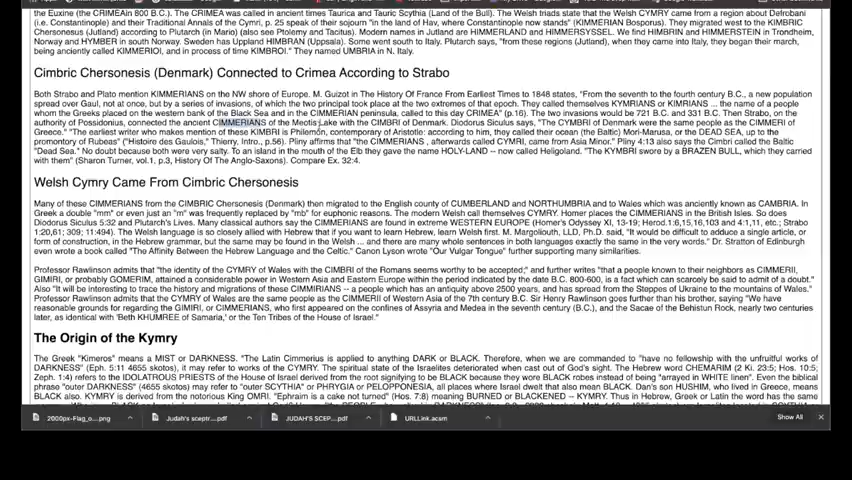 the Euxine (the CRIMEAin 800 B.C.). The CRIMEA was called in ancient times Taurica and Tauric Scythia (Land of the Bull). The Welsh triads state that the Welsh CYMRY came from a region about Defrobani
(i.e. Constantinople) and their Traditional Annals of the Cymri, p. 25 speak of their sojourn "in the land of Hav, where Constantinople now stands" (KIMMERIAN Bosporus). They migrated west to the KIMBRIC
Chersonesus (Jutland) according to Plutarch (in Mario) (also see Ptolemy and Tacitus). Modern names in Jutland are HIMMERLAND and HIMMERSYSSEL. We find HIMBRIN and HIMMERSTEIN in Trondheim,
Norway and HYMBER in south Norway. Sweden has Uppland HIMBRAN (Uppsala). Some went south to Italy. Plutarch says, "from these regions (Jutland), when they came into Italy, they began their march,
being anciently called KIMMERIOI, and in process of time KIMBROI." They named UMBRIA in N. Italy.
Cimbric Chersonesis (Denmark) Connected to Crimea According to Strabo
Both Strabo and Plato mention KIMMERIANS on the NW shore of Europe. M. Guizot in The History Of France From Earliest Times to 1848 states, "From the seventh to the fourth century B.C., a new population
spread over Gaul, not at once, but by a series of invasions, of which the two principal took place at the two extremes of that epoch. They called themselves KYMRIANS or KIMRIANS ... the name of a people
whom the Greeks placed on the western bank of the Black Sea and in the CIMMERIAN peninsula, called to this day CRIMEA" (p.16). The two invasions would be 721 B.C. and 331 B.C. Then Strabo, on the
authority of Possidonius, connected the ancient CIMMERIANS of the Meotis Lake with the CIMBRI of Denmark. Diodorus Siculus says, "The CYMBRI of Denmark were the same people as the CIMMERI of
Greece." "The earliest writer who makes mention of these KIMBRI is Philemon, contemporary of Aristotle: according to him, they called their ocean (the Baltic) Mori-Marusa, or the DEAD SEA, up to the
promontory of Rubeas" ("Histoire des Gaulois," Thierry, Intro., p.56). Pliny affirms that "the CIMMERIANS , afterwards called CYMRI, came from Asia Minor." Pliny 4:13 also says the Cimbri called the Baltic
"Dead Sea." No doubt because both were very salty. To an island in the mouth of the Elb they gave the name HOLY-LAND -- now called Heligoland. "The KYMBRI swore by a BRAZEN BULL, which they carried
with them" (Sharon Turner, vol.1, p.3, History Of The Anglo-Saxons). Compare Ex. 32:4.
Welsh Cymry Came From Cimbric Chersonesis
Many of these CIMMERIANS from the CIMBRIC Chersonesis (Denmark) then migrated to the English county of CUMBERLAND and NORTHUMBRIA and to Wales which was anciently known as CAMBRIA. In
Greek a double "mm" or even just an "m" was frequently replaced by "mb" for euphonic reasons. The modern Welsh call themselves CYMRY. Homer places the CIMMERIANS in the British Isles. So does
Diodorus Siculus 5:32 and Plutarch's Lives. Many classical authors say the CIMMERIANS are found in extreme WESTERN EUROPE (Homer's Odyssey XI, 13-19; Herod.1:6,15,16,103 and 4:1,11, etc.; Strabo
1:20,61; 309; 11:494). The Welsh language is so closely allied with Hebrew that if you want to learn Hebrew, learn Welsh first. M. Margoliouth, LLD, Ph.D. said, "It would be difficult to adduce a single article, or
form of construction, in the Hebrew grammar, but the same may be found in the Welsh ... and there are many whole sentences in both languages exactly the same in the very words." Dr. Stratton of Edinburgh
even wrote a book called "The Affinity Between the Hebrew Language and the Celtic." Canon Lyson wrote "Our Vulgar Tongue" further supporting many similarities.
Professor Rawlinson admits that "the identity of the CYMRY of Wales with the CIMBRI of the Romans seems worthy to be accepted;" and further writes "that a people known to their neighbors as CIMMERII,
GIMIRI, or probably GOMERIM, attained a considerable power in Western Asia and Eastern Europe within the period indicated by the date B.C. 800-600, is a fact which can scarcely be said to admit of a doubt."
Also "It will be interesting to trace the history and migrations of these CIMMIRIANS -- a people which has an antiquity above 2500 years, and has spread from the Steppes of Ukraine to the mountains of Wales."
Professor Rawlinson admits that the CYMRY of Wales are the same people as the CIMMERII of Western Asia of the 7th century B.C. Sir Henry Rawlinson goes further than his brother, saying "We have
reasonable grounds for regarding the GIMIRI, or CIMMERIANS, who first appeared on the confines of Assyria and Media in the seventh century (B.C.), and the Sacae of the Behistun Rock, nearly two centuries
later, as identical with 'Beth KHUMREE of Samaria,' or the Ten Tribes of the House of Israel."
The Origin of the Kymry
The Greek "Kimeros" means a MIST or DARKNESS. "The Latin Cimmerius is applied to anything DARK or BLACK. Therefore, when we are commanded to "have no fellowship with the unfruitful works of
DARKNESS" (Eph. 5:11 4655 skotos), it may refer to works of the CYMRY. The spiritual state of the Israelites deteriorated when cast out of God's sight. The Hebrew word CHEMARIM (2 Ki. 23:5; Hos. 10:5;
Zeph. 1:4) refers to the IDOLATROUS PRIESTS of the House of Israel derived from the root signifying to be BLACK because they wore BLACK robes instead of being "arrayed in WHITE linen". Even the biblical
phrase "outer DARKNESS" (4655 skotos) may refer to "outer SCYTHIA" or PHRYGIA or PELOPPONESIA, all places where Israel dwelt that also mean BLACK. Dan's son HUSHIM, who lived in Greece, means
BLACK also. KYMRY is derived from the notorious King OMRI. "Ephraim is a cake not turned" (Hos. 7:8) meaning BURNED or BLACKENED -- KYMRY. Thus in Hebrew, Greek or Latin the word has the same
2000px-Flag_o....png
Judah's sceptr....pdf
JUDAH'S SCEP....pdf
URLLink.acsm
Show All